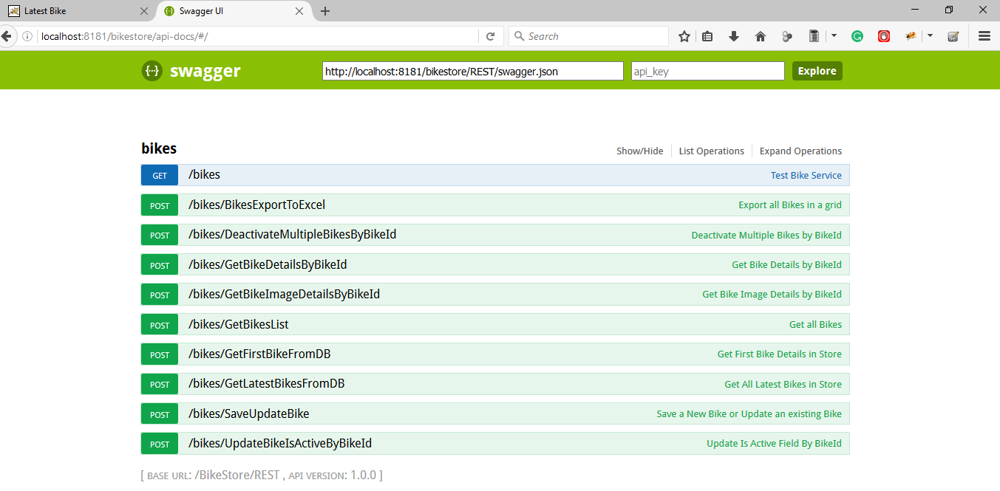 Latest Bike Swagger UI
localhost:8181/bikestore/api-docs/#/ Search
{···} swagger http://localhost:8181/bikestore/REST/swagger.json api_key Explore
bikes Show/Hide List Operations Expand Operations
GET /bikes Test Bike Service
POST /bikes/BikesExportToExcel Export all Bikes in a grid
POST /bikes/DeactivateMultipleBikesByBikeId Deactivate Multiple Bikes by BikeId
POST /bikes/GetBikeDetailsByBikeId Get Bike Details by BikeId
POST /bikes/GetBikeImageDetailsByBikeId Get Bike Image Details by BikeId
POST /bikes/GetBikesList Get all Bikes
POST /bikes/GetFirstBikeFromDB Get First Bike Details in Store
POST /bikes/GetLatestBikesFromDB Get All Latest Bikes in Store
POST /bikes/SaveUpdateBike Save a New Bike or Update an existing Bike
POST /bikes/UpdateBikeIsActiveByBikeId Update Is Active Field By BikeId
[ BASE URL: /BikeStore/REST , API VERSION: 1.0.0 ]